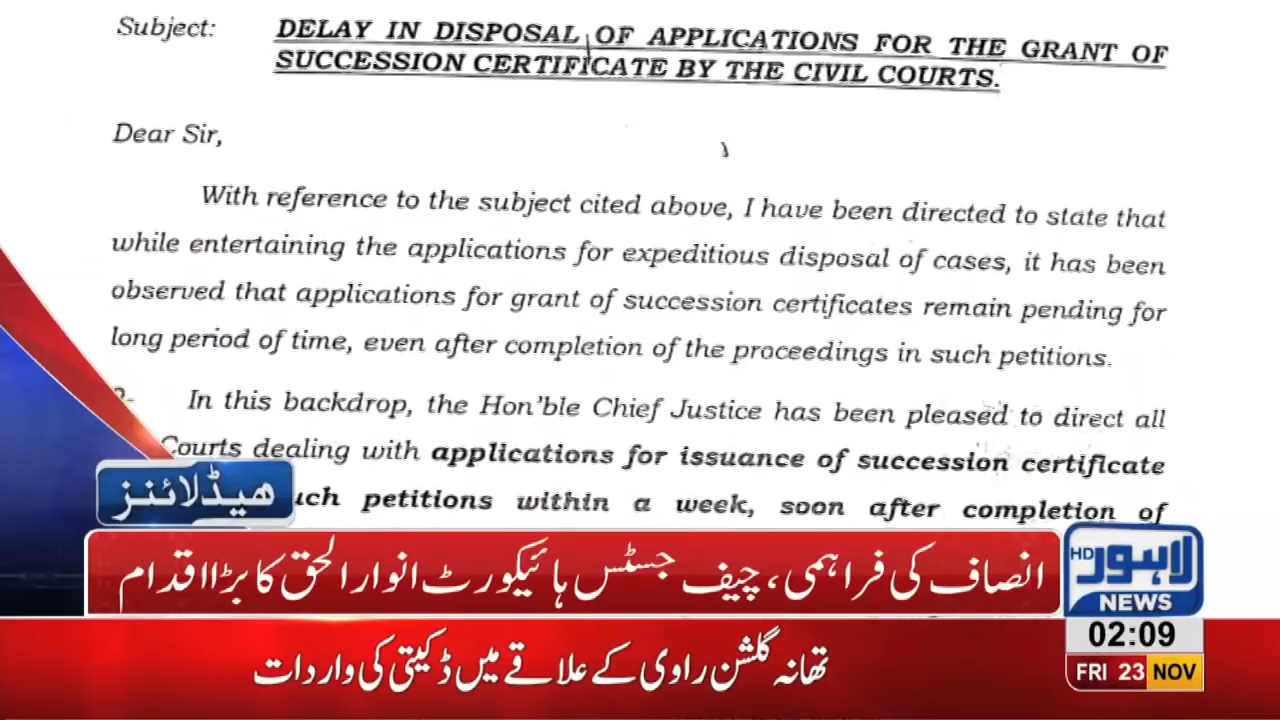 Subject: DELAY IN DISPOSAL OF APPLICATIONS FOR THE GRANT OF
SUCCESSION CERTIFICATE BY THE CIVIL COURTS.
Dear Sir,
With reference to the subject cited above, I have been directed to state that
while entertaining the applications for expeditious disposal of cases, it has been
observed that applications for grant of succession certificates remain pending for
long period of time, even after completion of the proceedings in such petitions.
In this backdrop, the Hon'ble Chief Justice has been pleased to direct all
Courts dealing with applications for issuance of succession certificate
petitions within a week, soon after completion of
ھیڈلائنز
انصاف کی فراہمی، چیف جسٹس ہائیکورٹ انوارالحق کا بڑا اقدام
لاہور HD
NEWS
02:09
FRI 23 NOV
تھانہ گلشن راوی کے علاقے میں ڈکیتی کی واردات